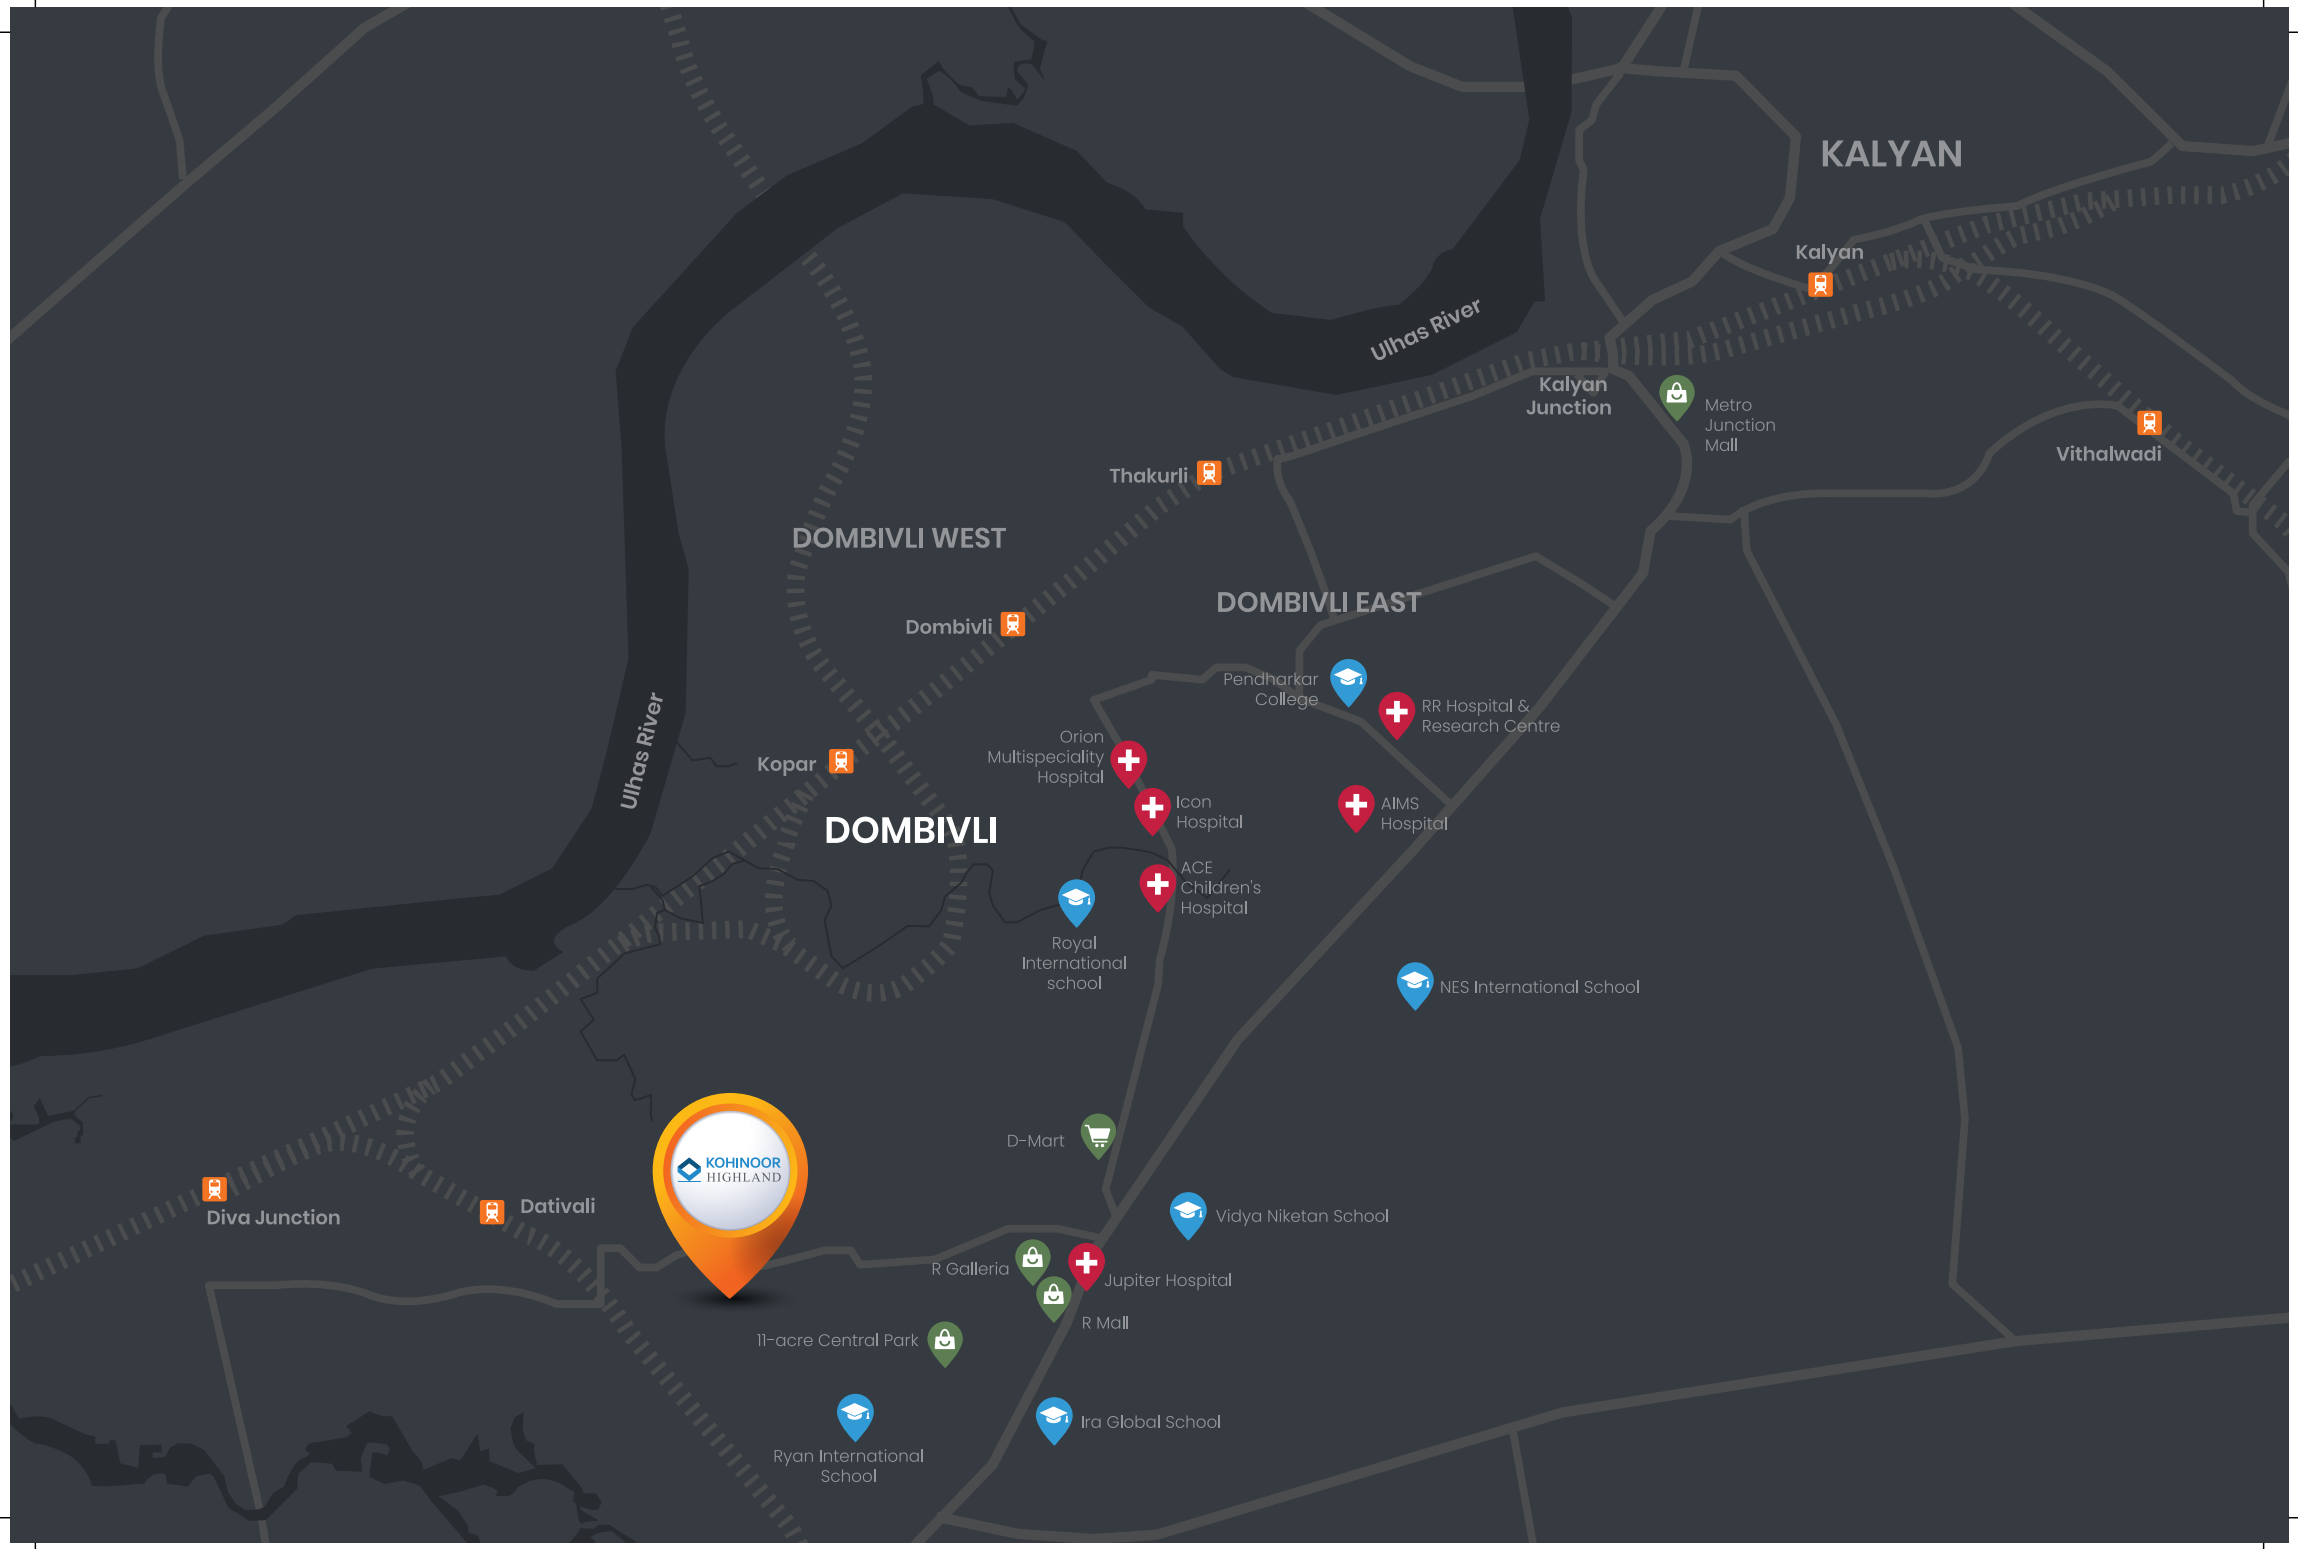 KALYAN
Kalyan
Ulhas River
Kalyan
Junction
Metro
Junction
Mall
Vithalwadi
Thakurli
DOMBIVLI WEST
DOMBIVLI EAST
Dombivli
Pendharkar
College
RR Hospital &
Research Centre
Ulhas River
Kopar
Orion
Multispeciality
Hospital
Icon
Hospital
AIMS
Hospital
DOMBIVLI
ACE
Children's
Hospital
Royal
International
school
NES International School
D-Mart
KOHINOOR
HIGHLAND
Diva Junction
Dativali
Vidya Niketan School
R Galleria
Jupiter Hospital
R Mall
11-acre Central Park
Ira Global School
Ryan International
School